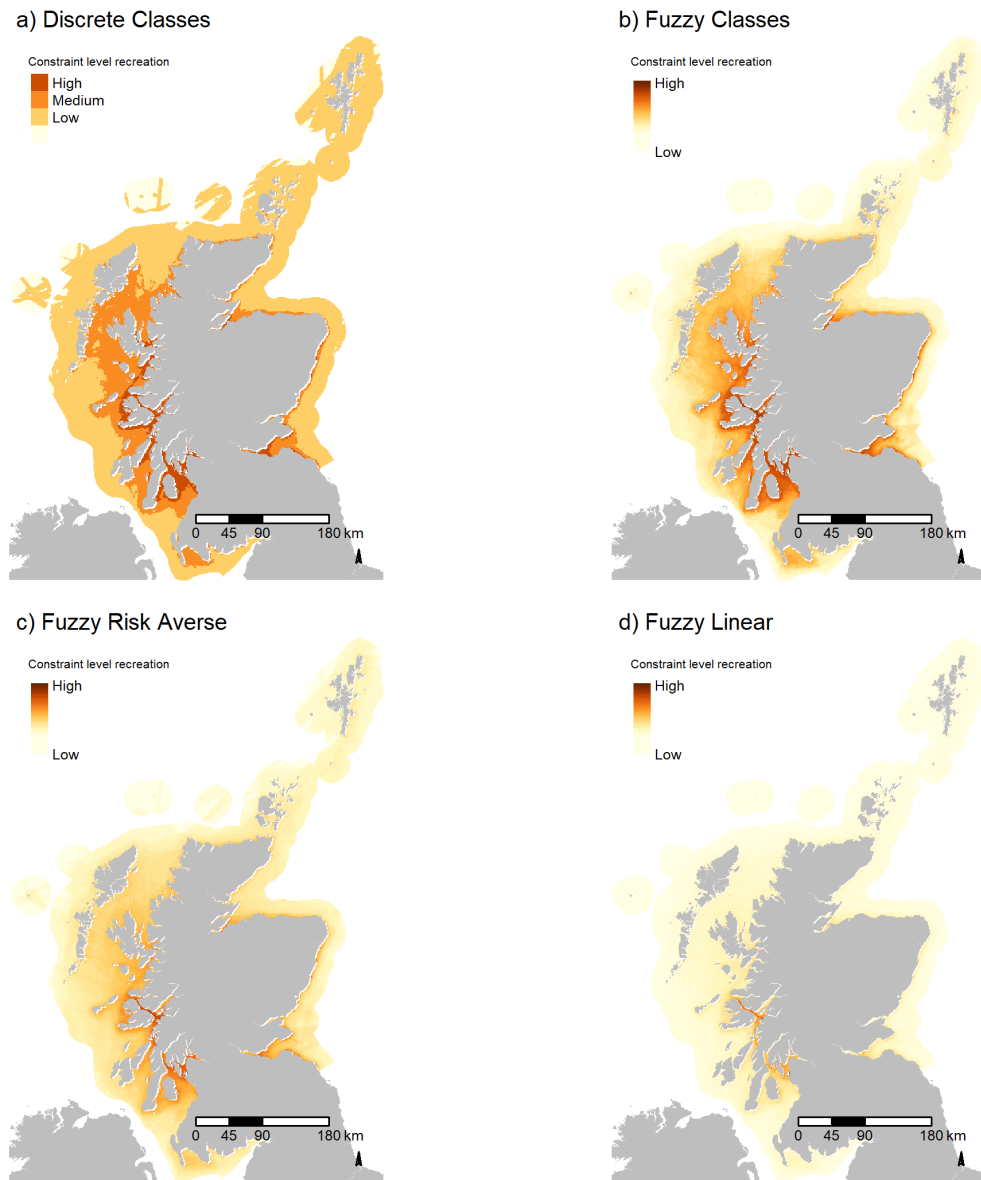 a) Discrete Classes
Constraint level recreation
High
Medium
Low
0 45 90 180 km
b) Fuzzy Classes
Constraint level recreation
High
Low
0 45 90 180 km
c) Fuzzy Risk Averse
Constraint level recreation
High
Low
0 45 90 180 km
d) Fuzzy Linear
Constraint level recreation
High
Low
0 45 90 180 km